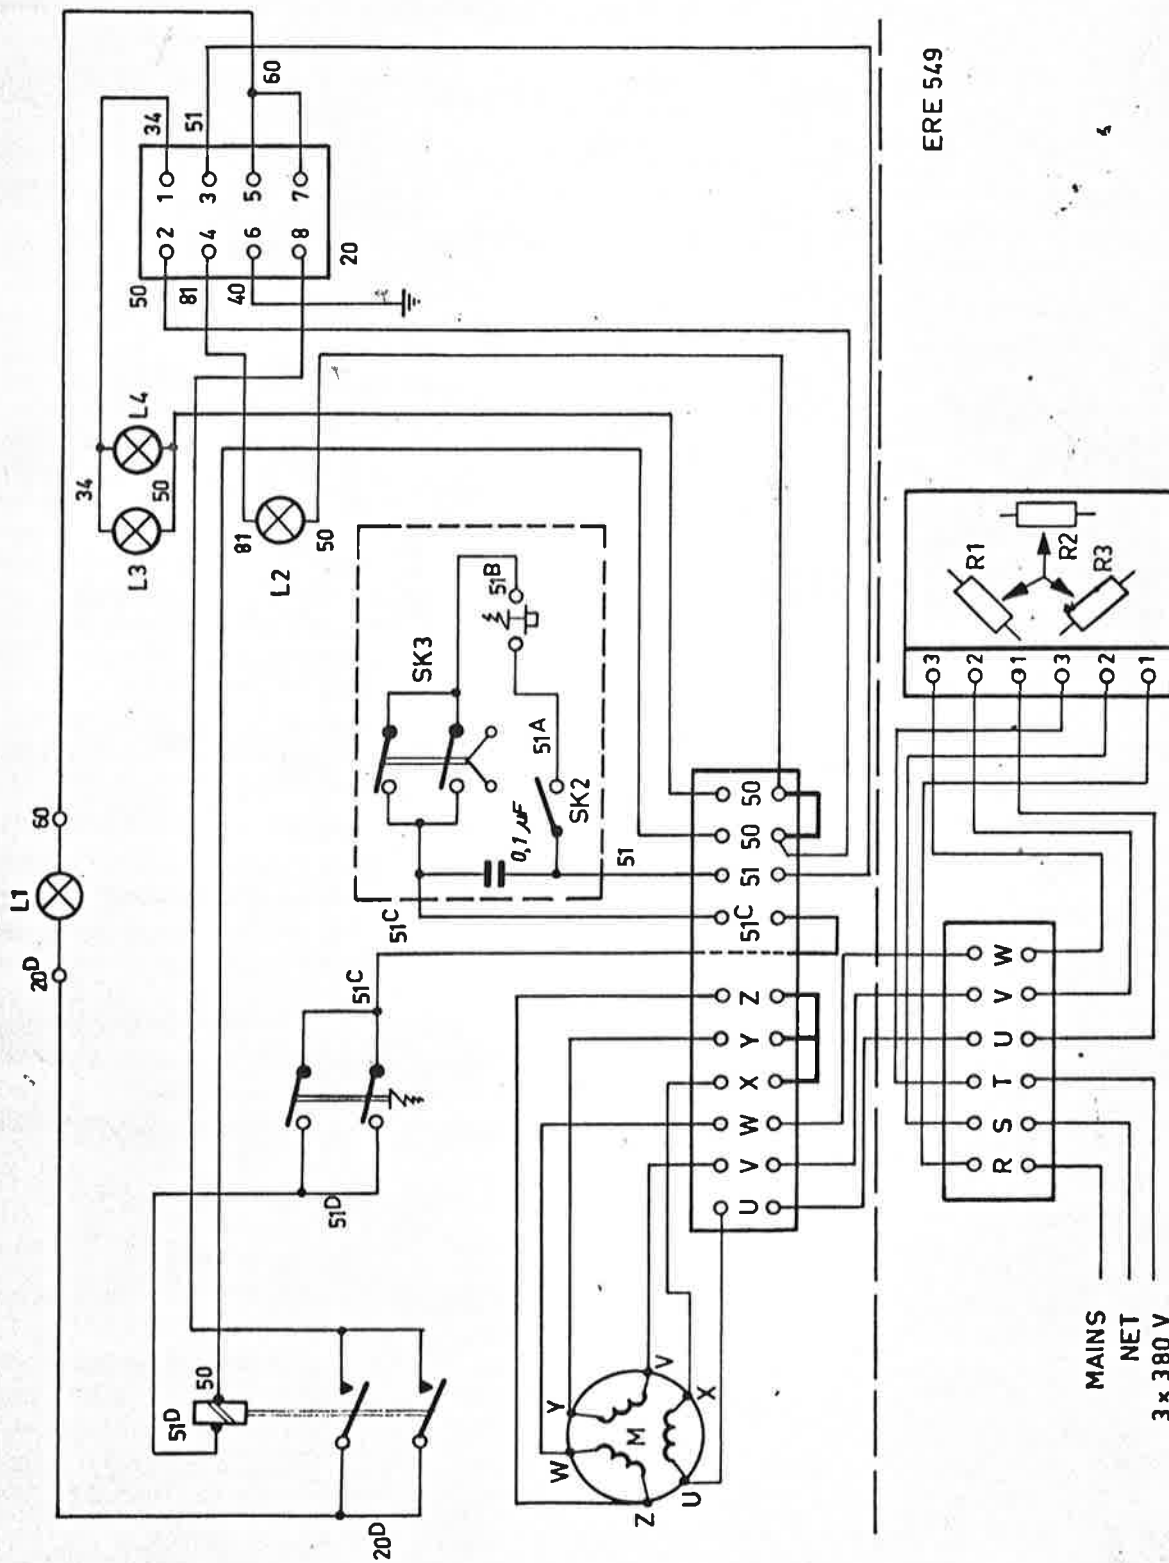 L1
20D
60
60
34
51
1
2
3
4
5
6
7
8
20
50
81
40
34
50
L3
L4
81
50
L2
SK3
51B
51A
SK2
0,1 µF
51
51C
51C
51D
51D
50
20D
M
U
V
W
X
Y
Z
U
V
W
X
Y
Z
51C
51
50
50
ERE 549
R1
R2
R3
3
2
1
3
2
1
R
S
T
U
V
W
MAINS
NET
3 x 380 V